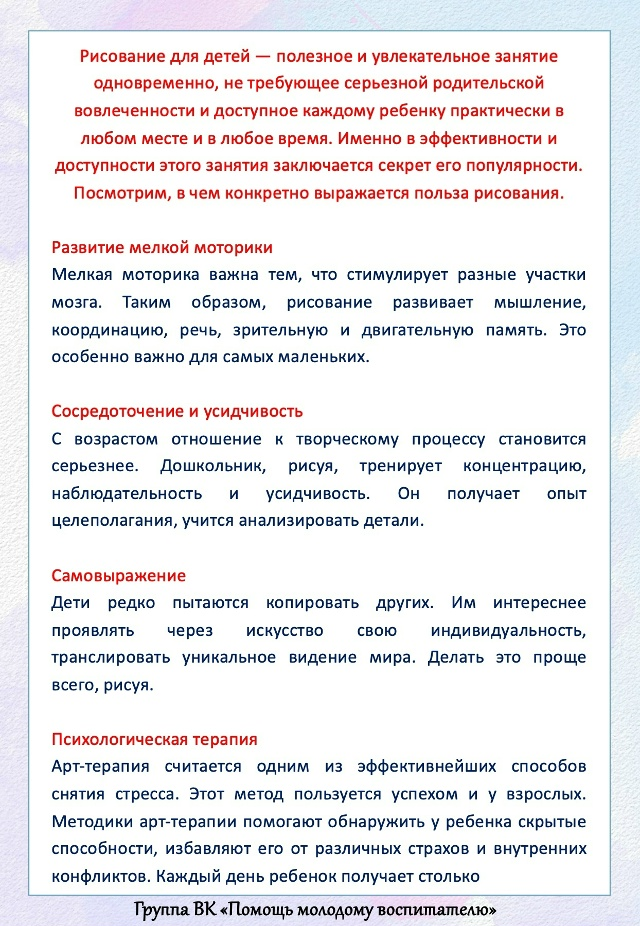 Рисование для детей — полезное и увлекательное занятие
одновременно, не требующее серьезной родительской
вовлеченности и доступное каждому ребенку практически в
любом месте и в любое время. Именно в эффективности и
доступности этого занятия заключается секрет его популярности.
Посмотрим, в чем конкретно выражается польза рисования.
Развитие мелкой моторики
Мелкая моторика важна тем, что стимулирует разные участки
мозга. Таким образом, рисование развивает мышление,
координацию, речь, зрительную и двигательную память. Это
особенно важно для самых маленьких.
Сосредоточение и усидчивость
С возрастом отношение к творческому процессу становится
серьезнее. Дошкольник, рисуя, тренирует концентрацию,
наблюдательность и усидчивость. Он получает опыт
целеполагания, учится анализировать детали.
Самовыражение
Дети редко пытаются копировать других. Им интереснее
проявлять через искусство свою индивидуальность,
транслировать уникальное видение мира. Делать это проще
всего, рисуя.
Психологическая терапия
Арт-терапия считается одним из эффективнейших способов
снятия стресса. Этот метод пользуется успехом и у взрослых.
Методики арт-терапии помогают обнаружить у ребенка скрытые
способности, избавляют его от различных страхов и внутренних
конфликтов. Каждый день ребенок получает столько
Группа ВК «Помощь молодому воспитателю»